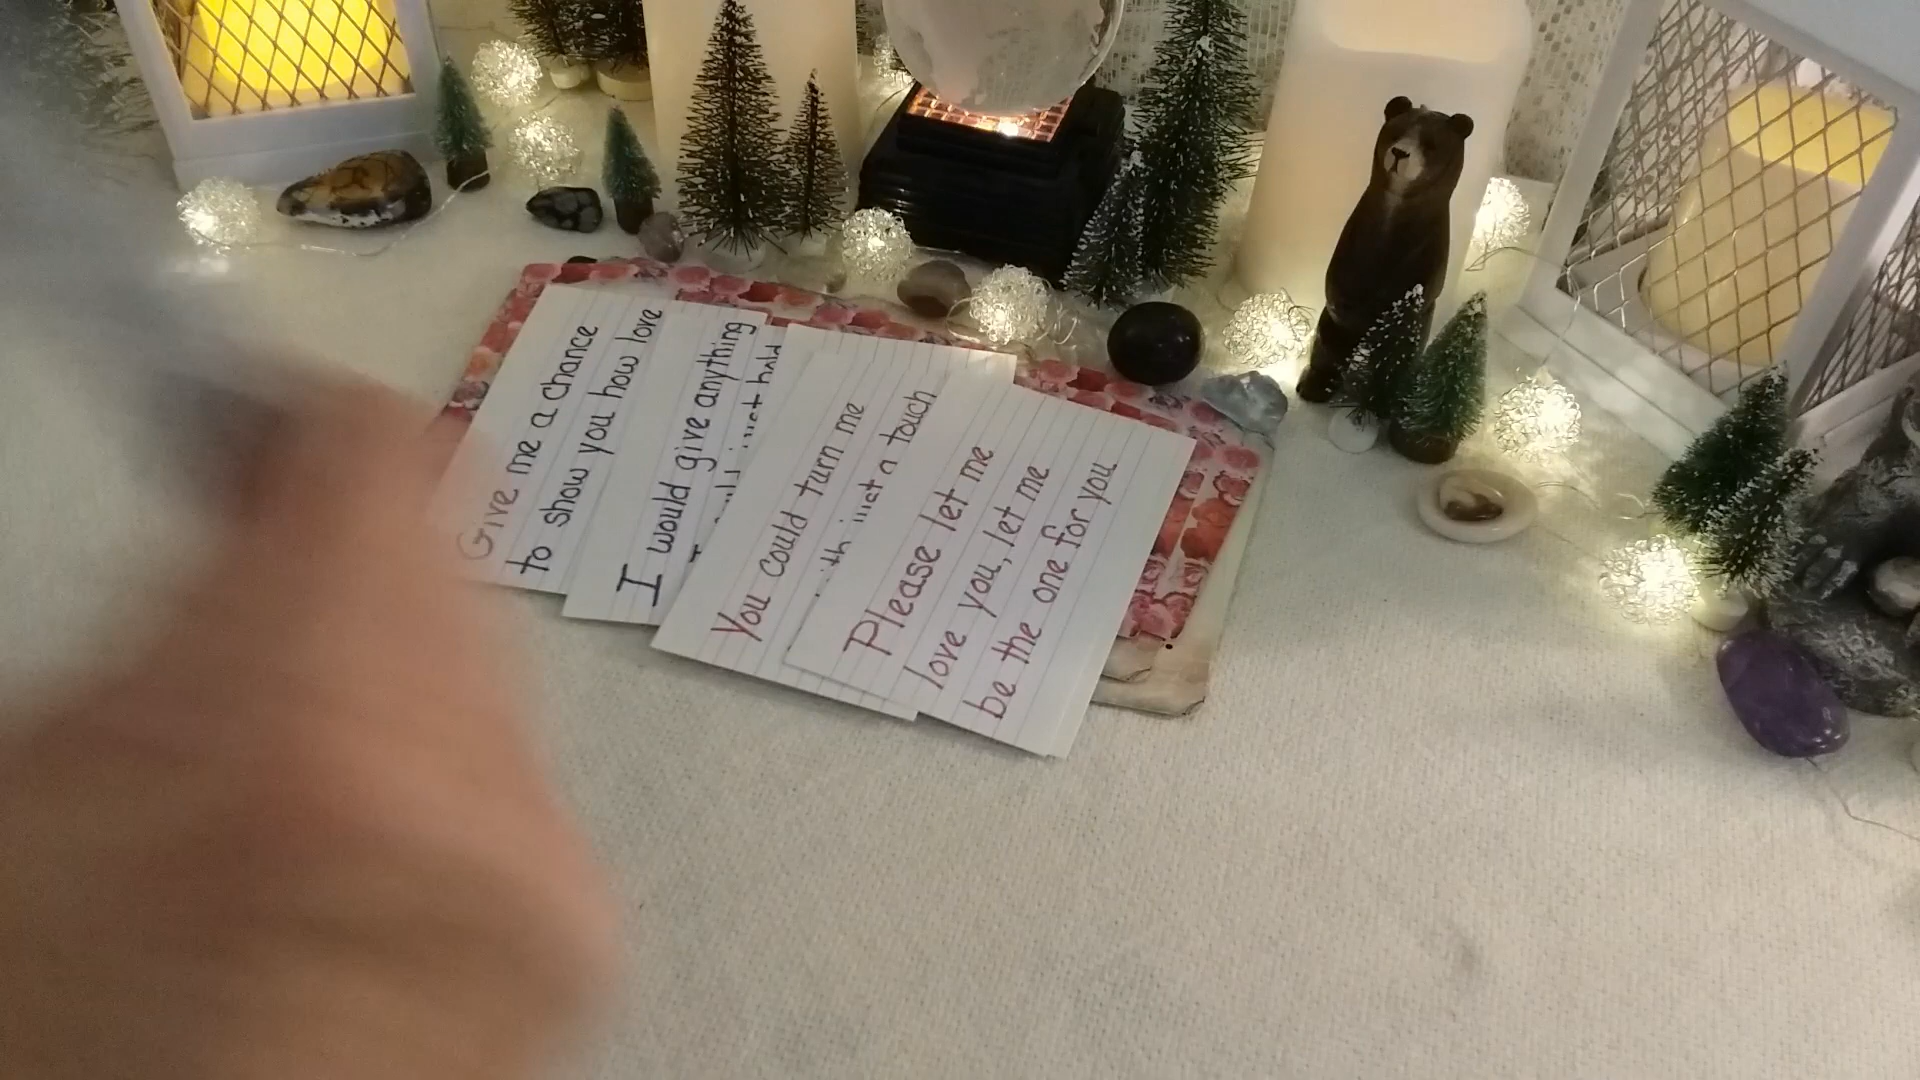 Give me a chance
to show you how love
I would give anything
hold
You could turn me
just a touch
Please let me
love you, let me
be the one for you